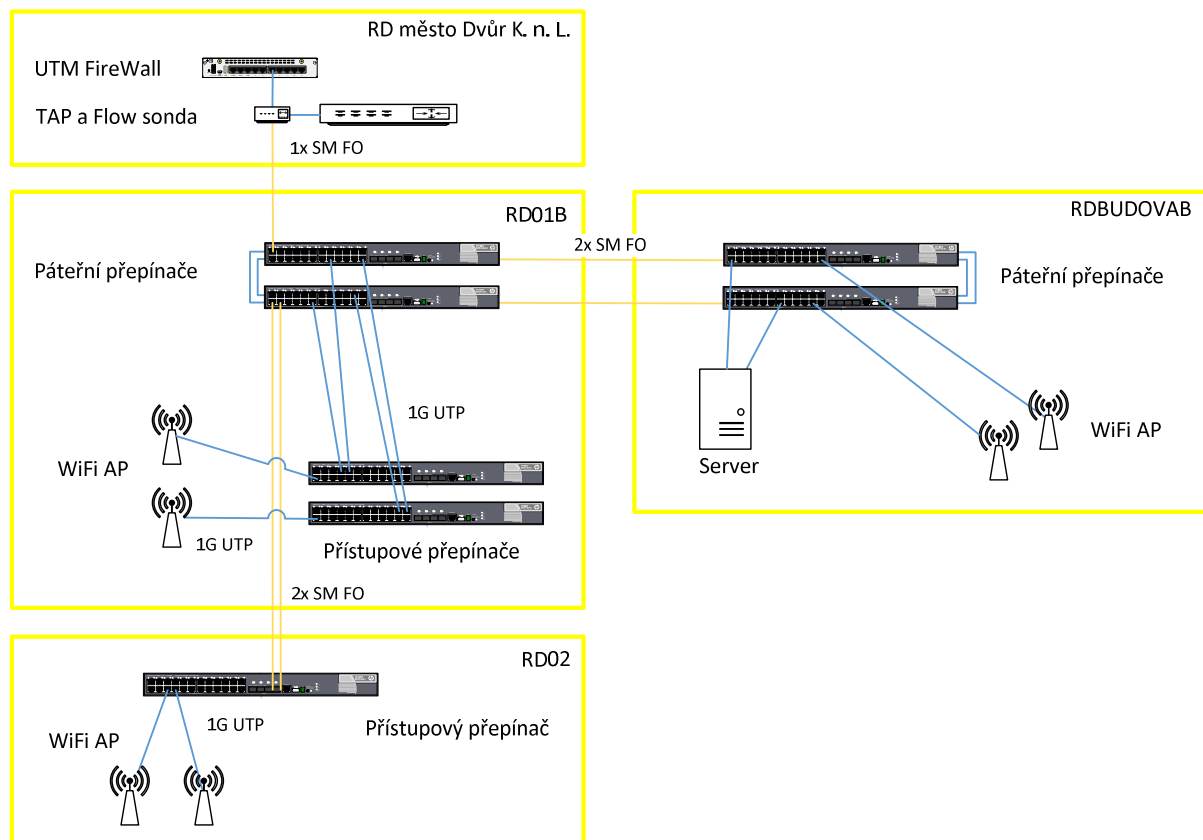 RD město Dvůr K. n. L.
UTM FireWall
TAP a Flow sonda
1x SM FO
RD01B
Páteřní přepínače
2x SM FO
RDBUDOVAB
Páteřní přepínače
1G UTP
WiFi AP
Server
WiFi AP
1G UTP
Přístupové přepínače
2x SM FO
RD02
1G UTP
Přístupový přepínač
WiFi AP